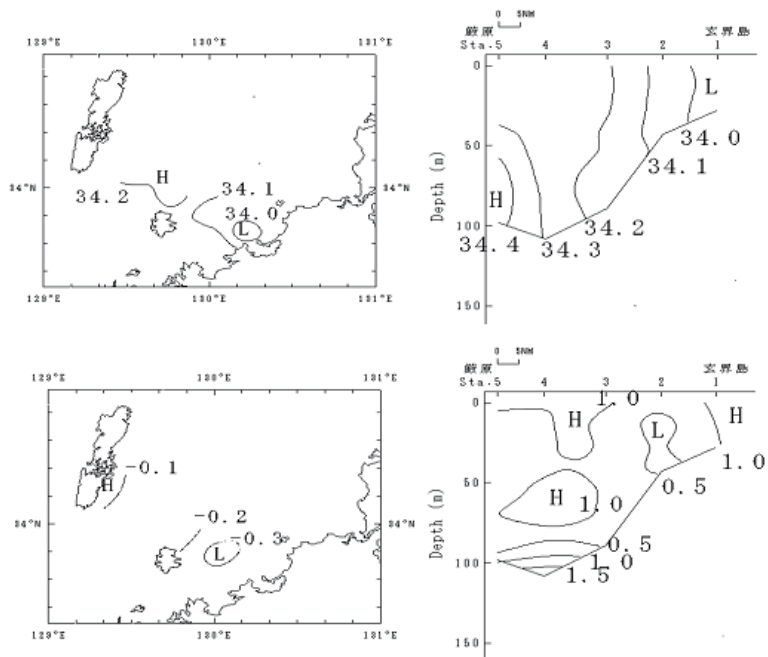 0 5NM
厳原 玄界島
Sta.5 4 3 2 1
129°E 130°E 131°E
0
L
H
34.0
50
34.1
34°N
34.2
34.1
34.0
L
Depth (m)
H
100
34.2
34.4
34.3
129°E 130°E 131°E
150
0 5NM
厳原 玄界島
Sta.5 4 3 2 1
129°E 130°E 131°E
0
1.0
H
L
H
-0.1
H
1.0
0.5
50
H
1.0
34°N
-0.2
-0.3
L
Depth (m)
0.5
1.0
100
1.5
129°E 130°E 131°E
150